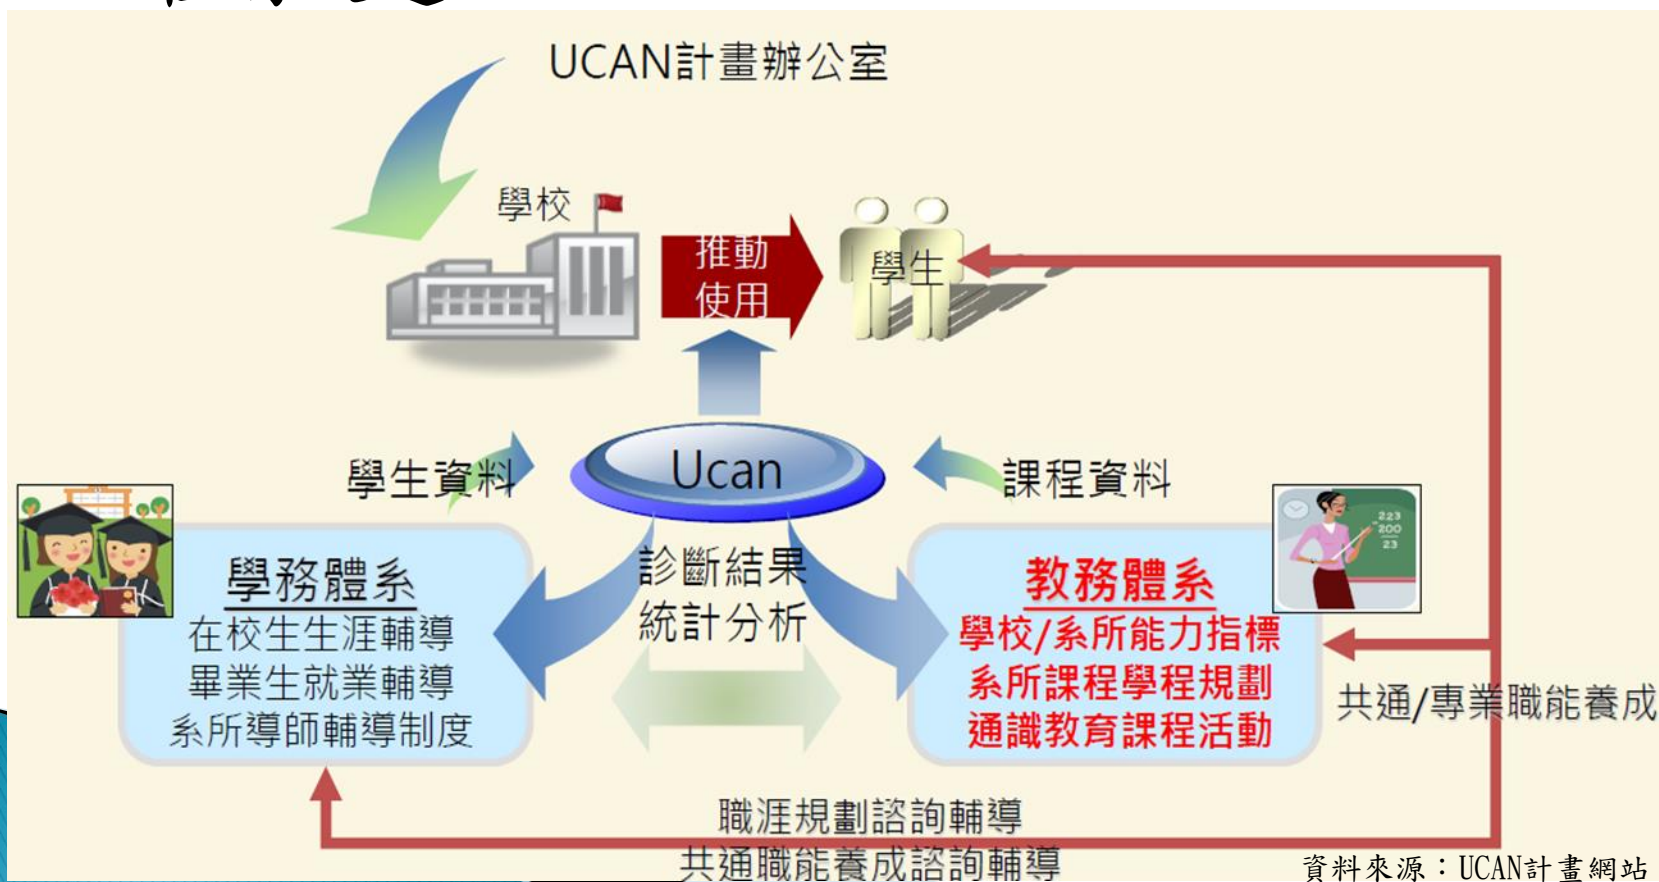 UCAN計畫辦公室
學校
推動
使用
學生
Ucan
學生資料
課程資料
診斷結果
統計分析
學務體系
在校生生涯輔導
畢業生就業輔導
系所導師輔導制度
教務體系
學校/系所能力指標
系所課程學程規劃
通識教育課程活動
223
200
23
共通/專業職能養成
職涯規劃諮詢輔導
共通職能養成諮詢輔導
資料來源：UCAN計畫網站